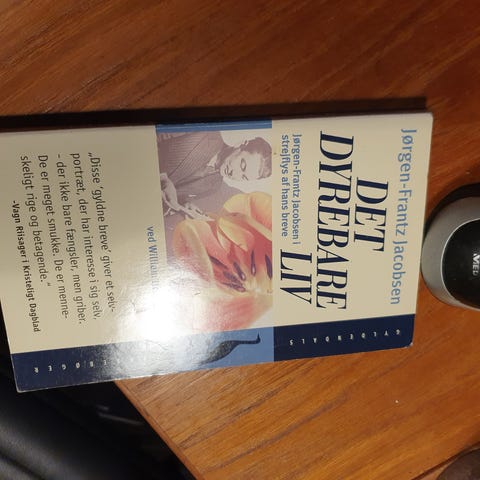 Jørgen-Frantz Jacobsen
DET
DYREBARE
LIV
Jørgen-Frantz Jacobsen i
strejflys af hans breve
ved William
„Disse 'gyldne breve' giver et selv-
portræt, der har interesse i sig selv,
- der ikke bare fængsler, men griber.
De er meget smukke. De er menne-
skeligt rige og betagende."
-Vagn Riisager i Kristeligt Dagblad
GYLDENDALS
BØGER